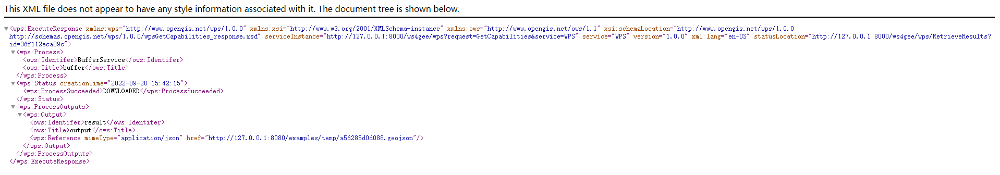 This XML file does not appear to have any style information associated with it. The document tree is shown below.
<wps:ExecuteResponse xmlns:wps="http://www.opengis.net/wps/1.0.0" xmlns:xsi="http://www.w3.org/2001/XMLSchema-instance" xmlns:ows="http://www.opengis.net/ows/1.1" xsi:schemaLocation="http://www.opengis.net/wps/1.0.0
http://schemas.opengis.net/wps/1.0.0/wpsGetCapabilities_response.xsd" serviceInstance="http://127.0.0.1:8000/ws4gee/wps?request=GetCapabilities&service=WPS" service="WPS" version="1.0.0" xml:lang="en-US" statusLocation="http://127.0.0.1:8000/ws4gee/wps/RetrieveResults?
id=36f112eca09c">
<wps:Process>
<ows:Identifer>BufferService</ows:Identifer>
<ows:Title>buffer</ows:Title>
</wps:Process>
<wps:Status creationTime="2022-09-20 15:42:15">
<wps:ProcessSucceeded>DOWNLOADED</wps:ProcessSucceeded>
</wps:Status>
<wps:ProcessOutputs>
<wps:Output>
<ows:Identifer>result</ows:Identifer>
<ows:Title>output</ows:Title>
<wps:Reference mimeType="application/json" href="http://127.0.0.1:8080/examples/temp/a56285d0d088.geojson"/>
</wps:Output>
</wps:ProcessOutputs>
</wps:ExecuteResponse>